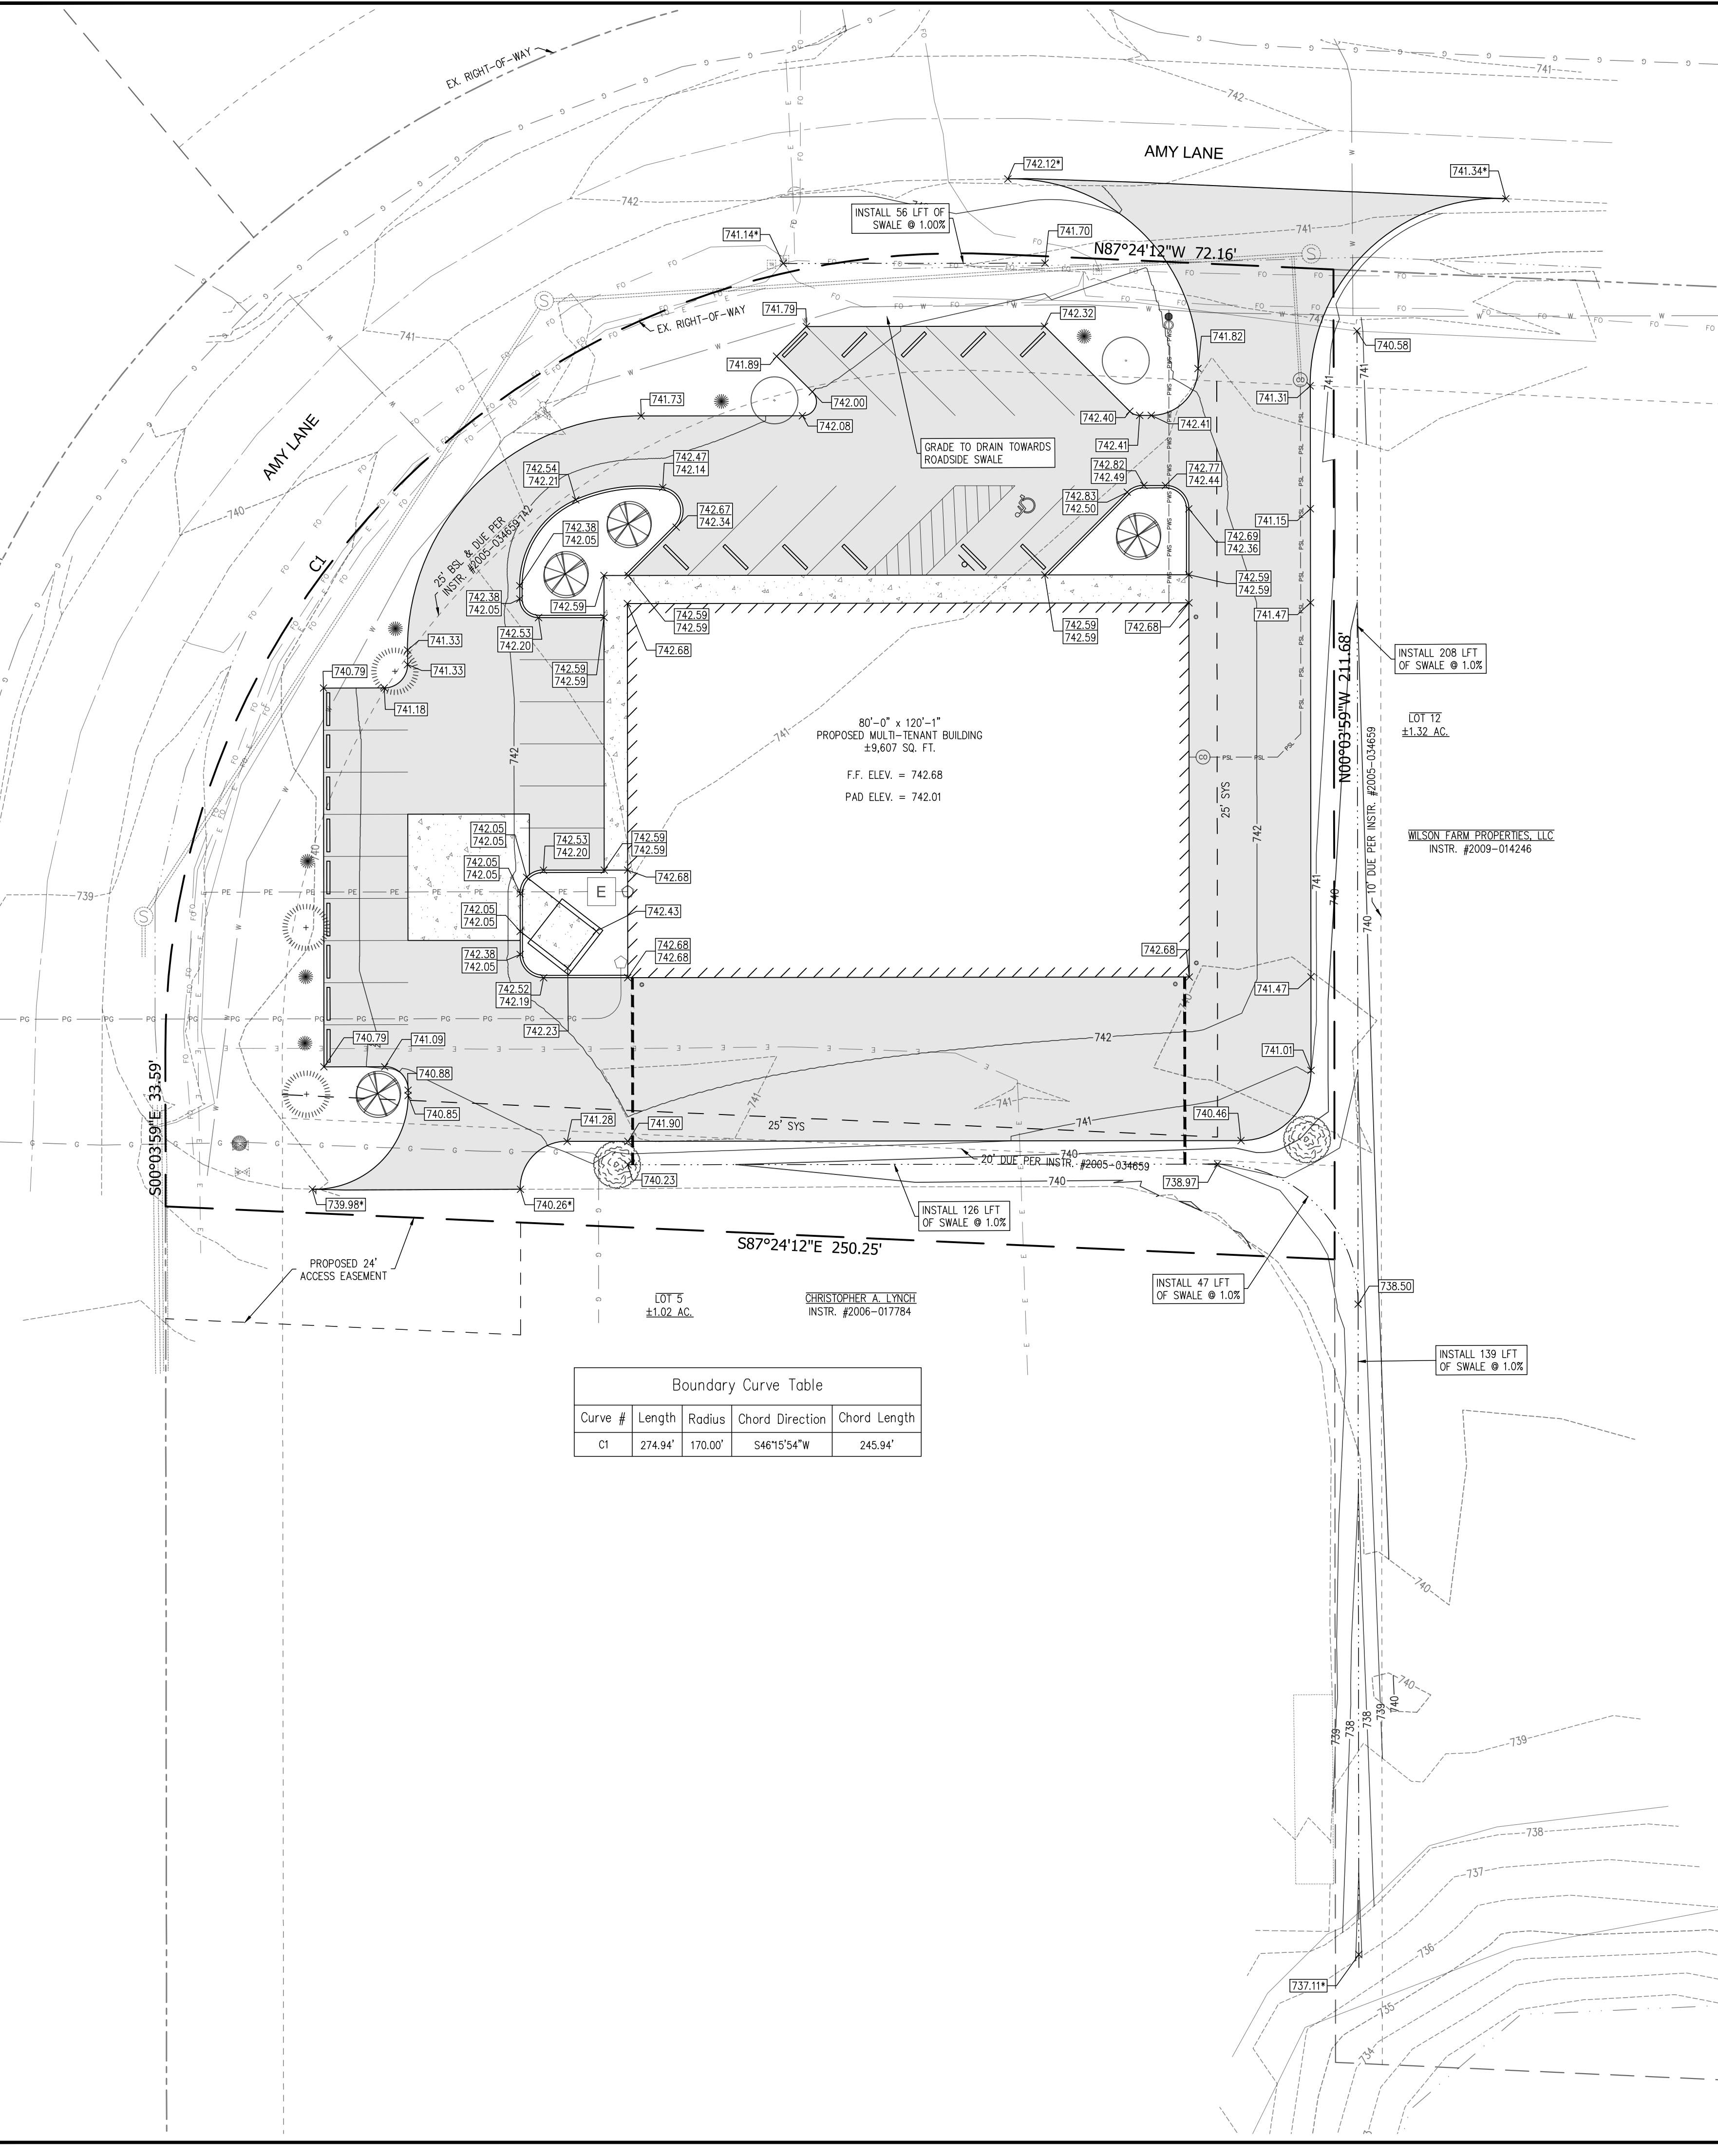 EX. RIGHT-OF-WAY
AMY LANE
742.12*
741.34*
INSTALL 56 LFT OF
SWALE @ 1.00%
741.14*
741.70
N87°24'12"W 72.16'
EX. RIGHT-OF-WAY
741.79
742.32
741.82
740.58
741.89
741.31
741.73
742.00
742.08
742.40
742.41
742.41
AMY LANE
GRADE TO DRAIN TOWARDS
ROADSIDE SWALE
742.54
742.21
742.47
742.14
742.82
742.49
742.77
742.44
742.83
742.50
742.67
742.34
742.38
742.05
741.15
742.69
742.36
C1
25' BSL & DUE PER
INSTR. #2005-034659
742.38
742.05
742.59
742.59
742.59
742.59
742.59
742.59
742.59
742.68
741.47
742.53
742.20
742.68
741.33
741.33
742.59
742.59
740.79
741.18
N00°03'59"W 211.68'
INSTALL 208 LFT
OF SWALE @ 1.0%
LOT 12
±1.32 AC.
80'-0" x 120'-1"
PROPOSED MULTI-TENANT BUILDING
±9,607 SQ. FT.
F.F. ELEV. = 742.68
PAD ELEV. = 742.01
CO
PSL
25' SYS
10' DUE PER INSTR. #2005-034659
WILSON FARM PROPERTIES, LLC
INSTR. #2009-014246
742.05
742.05
742.53
742.20
742.59
742.59
742.05
742.05
742.68
E
742.05
742.05
742.43
742.38
742.05
742.68
742.68
742.68
742.52
742.19
741.47
742.23
740.79
741.09
741.01
740.88
740.85
741.28
741.90
25' SYS
740.46
S00°03'59"E 33.59'
20' DUE PER INSTR. #2005-034659
740.23
738.97
739.98*
740.26*
INSTALL 126 LFT
OF SWALE @ 1.0%
S87°24'12"E 250.25'
PROPOSED 24'
ACCESS EASEMENT
INSTALL 47 LFT
OF SWALE @ 1.0%
738.50
LOT 5
±1.02 AC.
CHRISTOPHER A. LYNCH
INSTR. #2006-017784
INSTALL 139 LFT
OF SWALE @ 1.0%
Boundary Curve Table
Curve # Length Radius Chord Direction Chord Length
C1 274.94' 170.00' S46°15'54"W 245.94'
740
740
739
738
738
739
740
739
738
737
736
737.11*
735
734